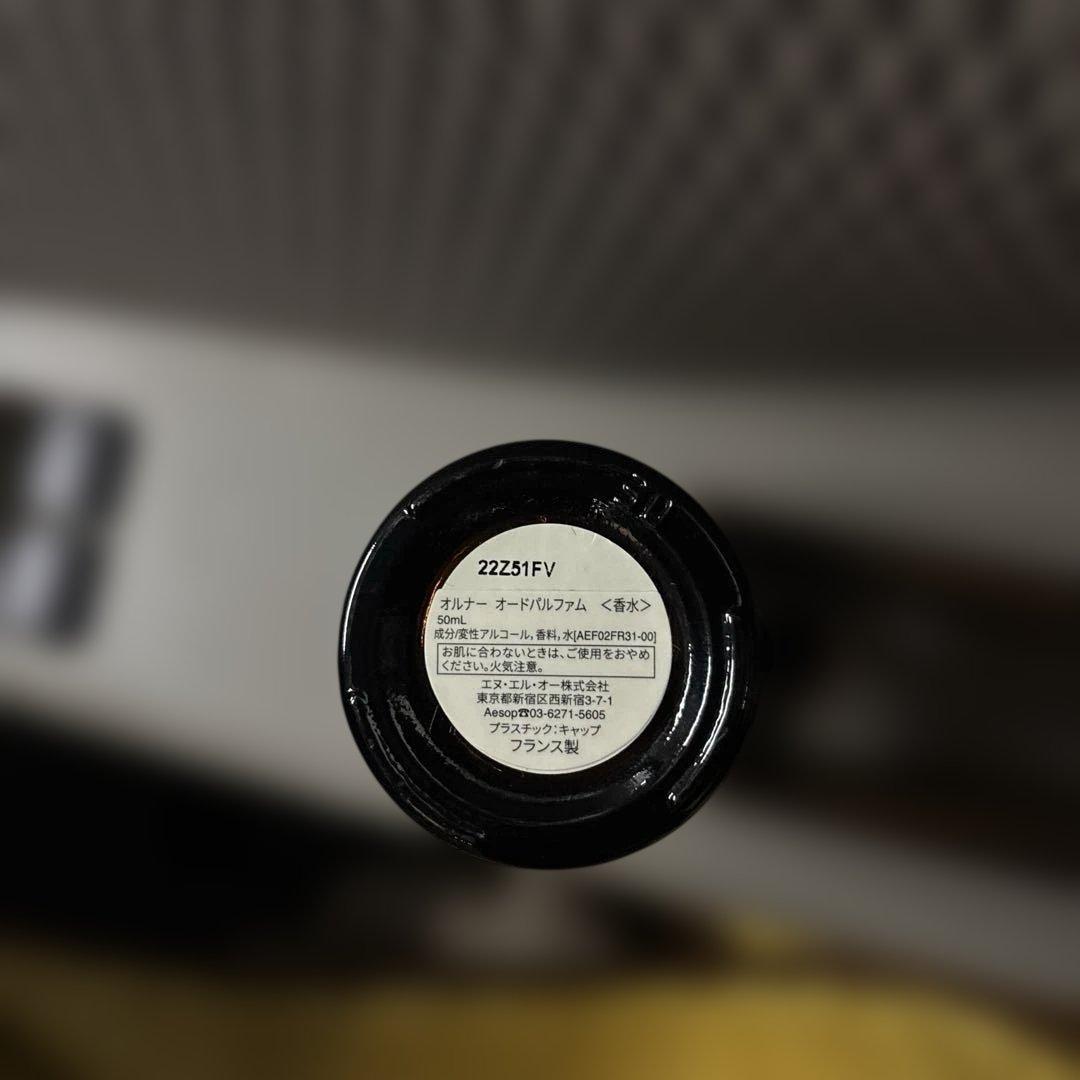 22Z51FV
オルナー オードパルファム <香水>
50mL
成分/変性アルコール,香料,水[AEF02FR31-00]
お肌に合わないときは、ご使用をおやめ
ください。火気注意。
エヌ・エル・オー株式会社
東京都新宿区西新宿3-7-1
Aesop☎03-6271-5605
プラスチック:キャップ
フランス製